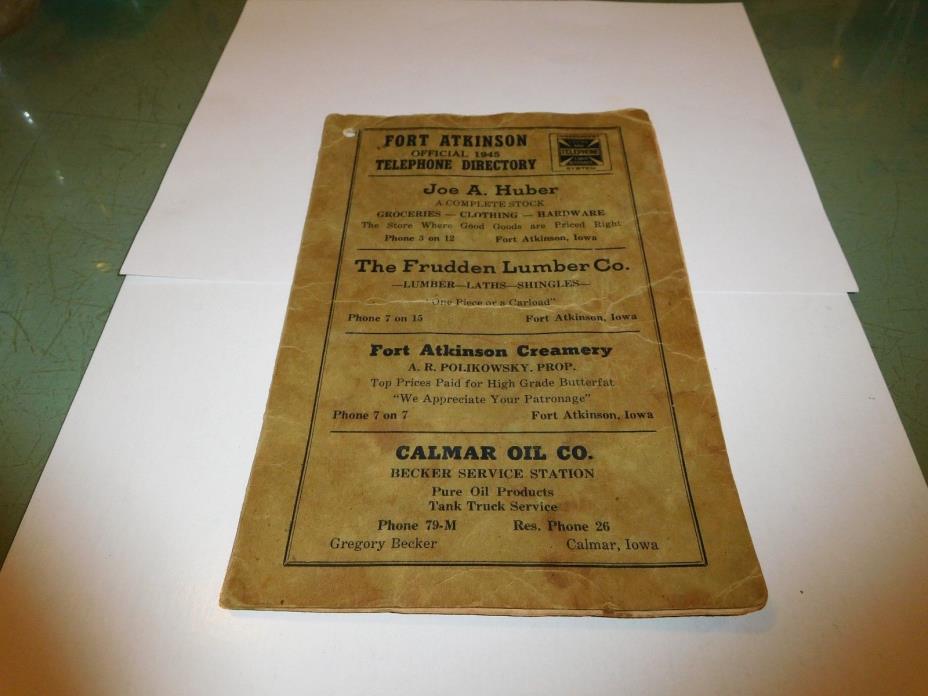 FORT ATKINSON
OFFICIAL 1945
TELEPHONE DIRECTORY
TELEPHONE
SYSTEM
Joe A. Huber
A COMPLETE STOCK
GROCERIES — CLOTHING — HARDWARE
The Store Where Good Goods are Priced Right
Phone 3 on 12 Fort Atkinson, Iowa
The Frudden Lumber Co.
—LUMBER—LATHS—SHINGLES—
"One Piece or a Carload"
Phone 7 on 15 Fort Atkinson, Iowa
Fort Atkinson Creamery
A. R. POLIKOWSKY, PROP.
Top Prices Paid for High Grade Butterfat
"We Appreciate Your Patronage"
Phone 7 on 7 Fort Atkinson, Iowa
CALMAR OIL CO.
BECKER SERVICE STATION
Pure Oil Products
Tank Truck Service
Phone 79-M Res. Phone 26
Gregory Becker Calmar, Iowa